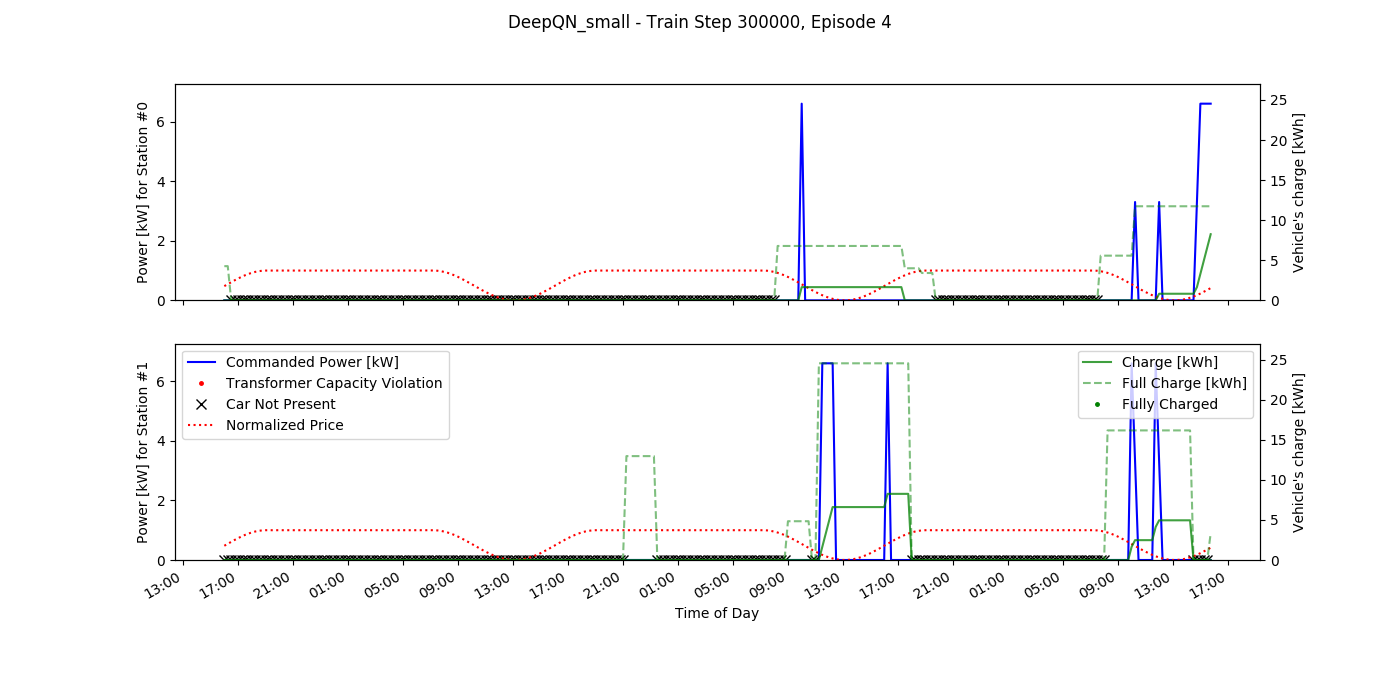 DeepQN_small - Train Step 300000, Episode 4
Power [kW] for Station #0
6
4
2
0
25
20
15
10
5
0
Vehicle's charge [kWh]
Power [kW] for Station #1
6
4
2
0
Commanded Power [kW]
Transformer Capacity Violation
Car Not Present
Normalized Price
Charge [kWh]
Full Charge [kWh]
Fully Charged
25
20
15
10
5
0
Vehicle's charge [kWh]
13:00 17:00 21:00 01:00 05:00 09:00 13:00 17:00 21:00 01:00 05:00 09:00 13:00 17:00 21:00 01:00 05:00 09:00 13:00 17:00
Time of Day